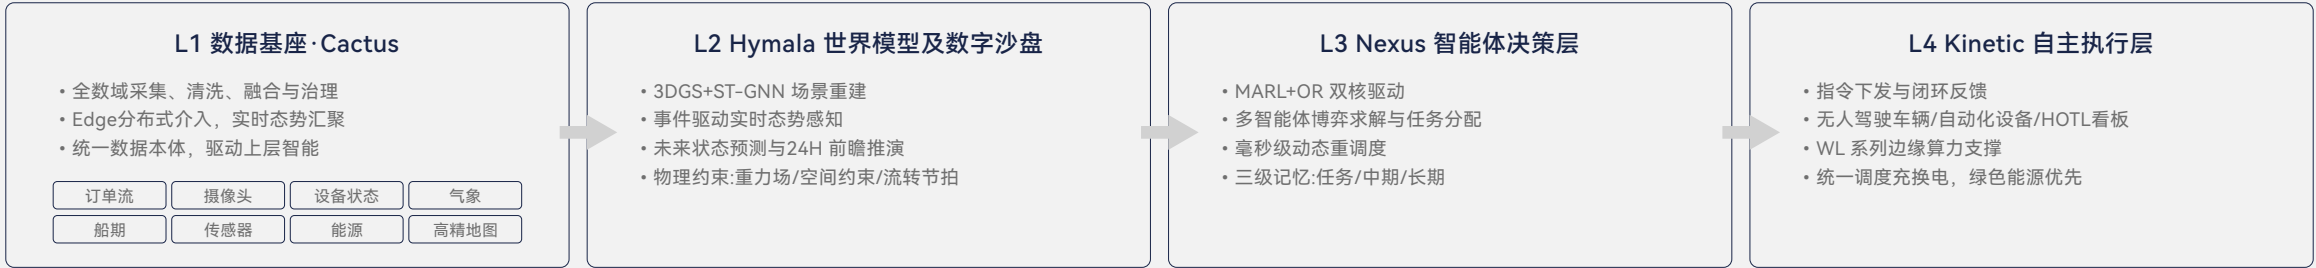 L1 数据基座·Cactus
• 全数域采集、清洗、融合与治理
• Edge分布式介入，实时态势汇聚
• 统一数据本体，驱动上层智能
订单流 摄像头 设备状态 气象
船期 传感器 能源 高精地图
L2 Hymala 世界模型及数字沙盘
• 3DGS+ST-GNN 场景重建
• 事件驱动实时态势感知
• 未来状态预测与24H 前瞻推演
• 物理约束:重力场/空间约束/流转节拍
L3 Nexus 智能体决策层
• MARL+OR 双核驱动
• 多智能体博弈求解与任务分配
• 毫秒级动态重调度
• 三级记忆:任务/中期/长期
L4 Kinetic 自主执行层
• 指令下发与闭环反馈
• 无人驾驶车辆/自动化设备/HOTL看板
• WL 系列边缘算力支撑
• 统一调度充换电，绿色能源优先